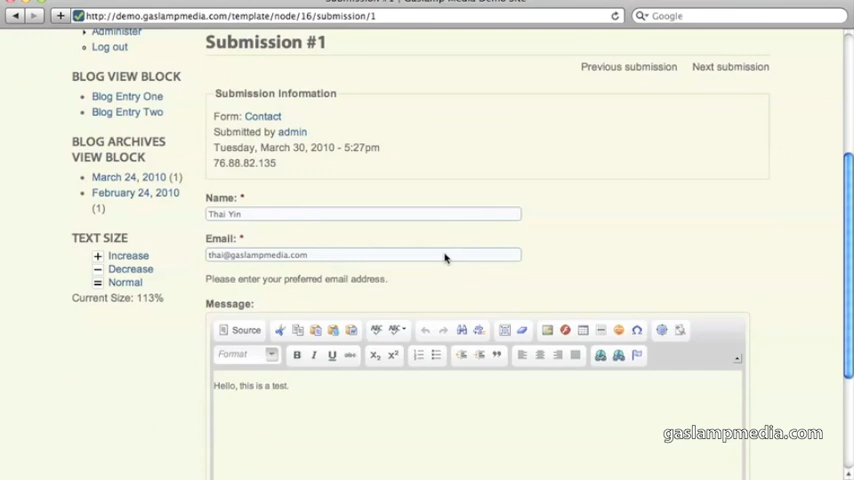 http://demo.gaslampmedia.com/template/node/16/submission/1
Google
Administer
Log out
BLOG VIEW BLOCK
Blog Entry One
Blog Entry Two
BLOG ARCHIVES
VIEW BLOCK
March 24, 2010 (1)
February 24, 2010
(1)
TEXT SIZE
+ Increase
− Decrease
= Normal
Current Size: 113%
Submission #1
Previous submission Next submission
Submission Information
Form: Contact
Submitted by admin
Tuesday, March 30, 2010 - 5:27pm
76.88.82.135
Name: *
Thai Yin
Email: *
thai@gaslampmedia.com
Please enter your preferred email address.
Message:
Source
Format B I U abc X₂ X²
Hello, this is a test.
gaslampmedia.com